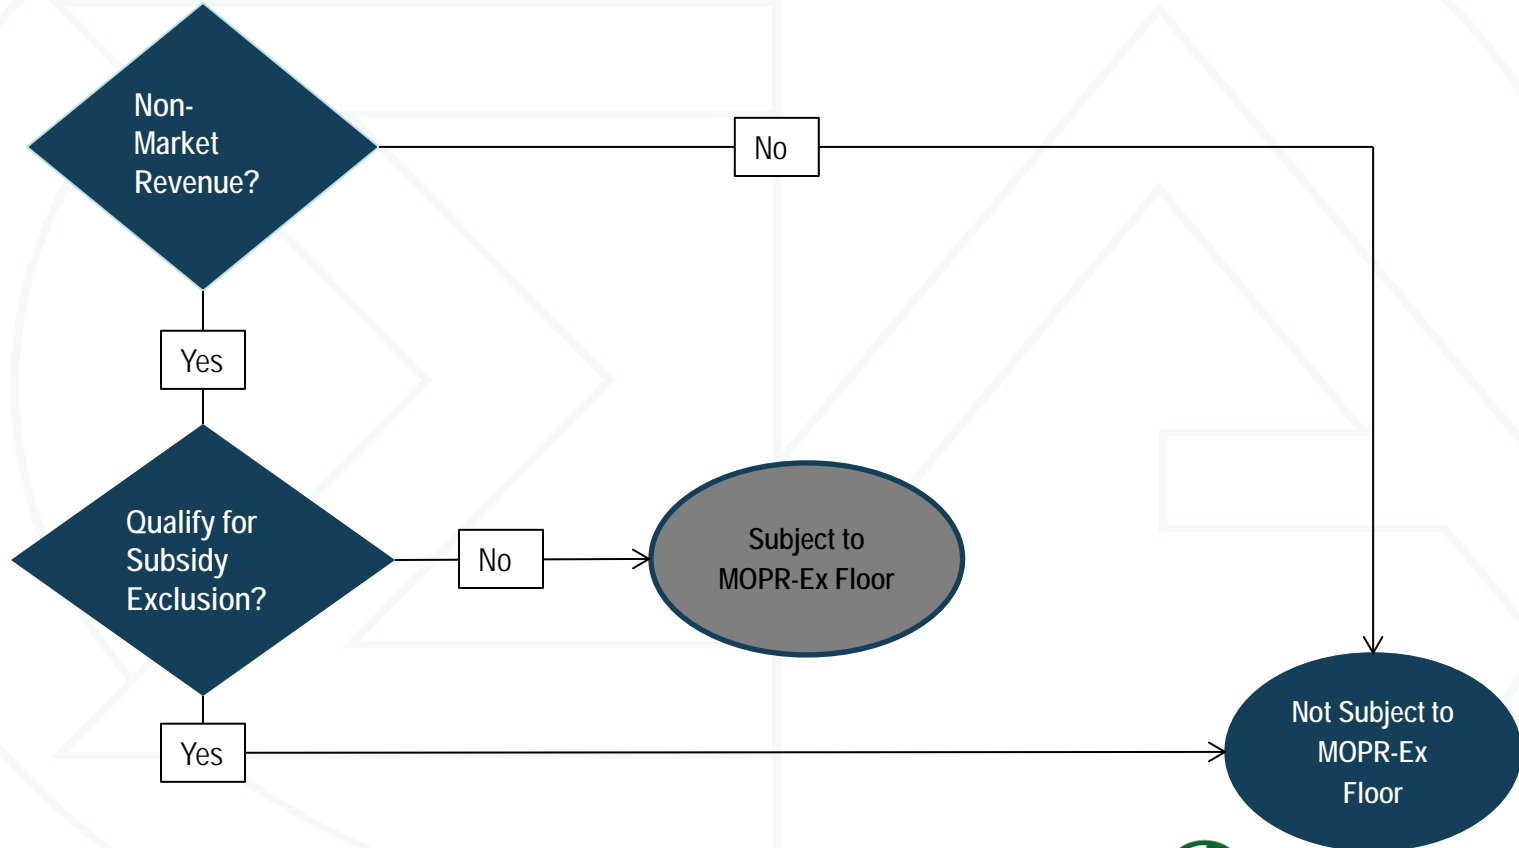 Non-
Market
Revenue?
No
Yes
Qualify for
Subsidy
Exclusion?
No
Subject to
MOPR-Ex Floor
Not Subject to
MOPR-Ex
Floor
Yes